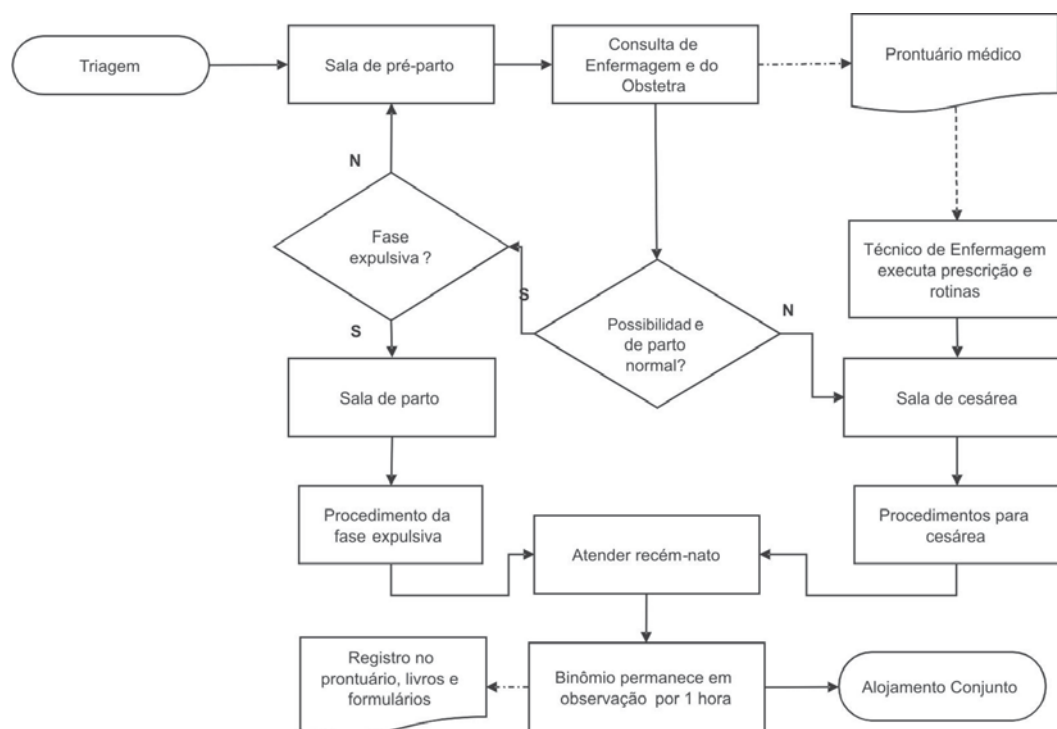 Triagem
Sala de pré-parto
Consulta de
Enfermagem e do
Obstetra
Prontuário médico
N
Fase
expulsiva ?
S
S
Possibilidad e
de parto
normal?
N
Técnico de Enfermagem
executa prescrição e
rotinas
Sala de parto
Sala de cesárea
Procedimento da
fase expulsiva
Atender recém-nato
Procedimentos para
cesárea
Registro no
prontuário, livros e
formulários
Binômio permanece em
observação por 1 hora
Alojamento Conjunto